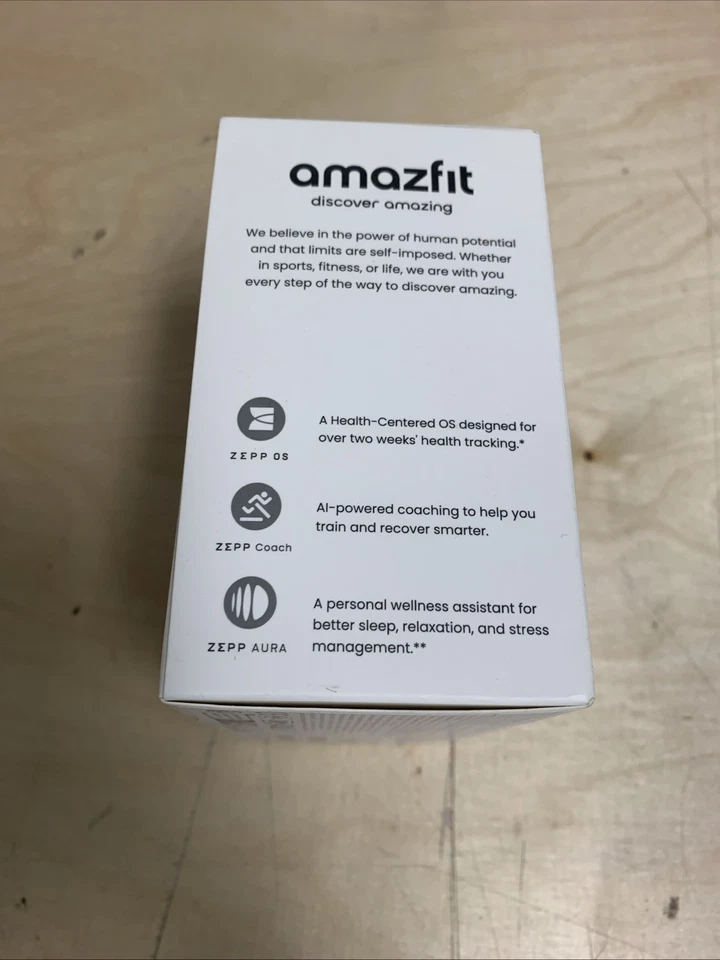 amazfit
discover amazing
We believe in the power of human potential
and that limits are self-imposed. Whether
in sports, fitness, or life, we are with you
every step of the way to discover amazing.
ZΣPP OS
A Health-Centered OS designed for
over two weeks' health tracking.*
ZΣPP Coach
AI-powered coaching to help you
train and recover smarter.
ZΣPP AURA
A personal wellness assistant for
better sleep, relaxation, and stress
management.**